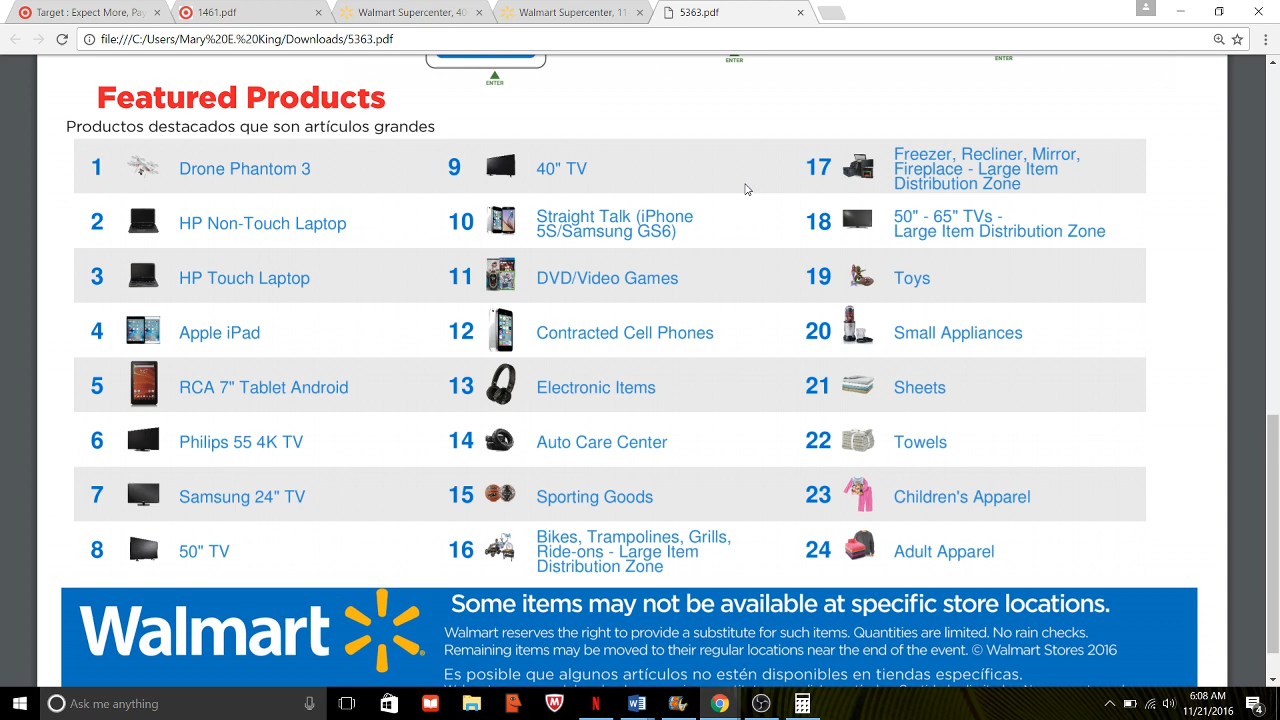 Target : Expect More, Pay
1461.pdf
Walmart Supercenter, 40
Walmart Supercenter, 11
5363.pdf
file:///C:/Users/Mary%20E.%20King/Downloads/5363.pdf
ENTER
ENTER
ENTER
Featured Products
Productos destacados que son artículos grandes
1 Drone Phantom 3
2 HP Non-Touch Laptop
3 HP Touch Laptop
4 Apple iPad
5 RCA 7" Tablet Android
6 Philips 55 4K TV
7 Samsung 24" TV
8 50" TV
9 40" TV
10 Straight Talk (iPhone
5S/Samsung GS6)
11 DVD/Video Games
12 Contracted Cell Phones
13 Electronic Items
14 Auto Care Center
15 Sporting Goods
16 Bikes, Trampolines, Grills,
Ride-ons - Large Item
Distribution Zone
17 Freezer, Recliner, Mirror,
Fireplace - Large Item
Distribution Zone
18 50" - 65" TVs -
Large Item Distribution Zone
19 Toys
20 Small Appliances
21 Sheets
22 Towels
23 Children's Apparel
24 Adult Apparel
Walmart
Some items may not be available at specific store locations.
Walmart reserves the right to provide a substitute for such items. Quantities are limited. No rain checks.
Remaining items may be moved to their regular locations near the end of the event. © Walmart Stores 2016
Es posible que algunos artículos no estén disponibles en tiendas específicas.
Ask me anything
6:08 AM
11/21/2016
4